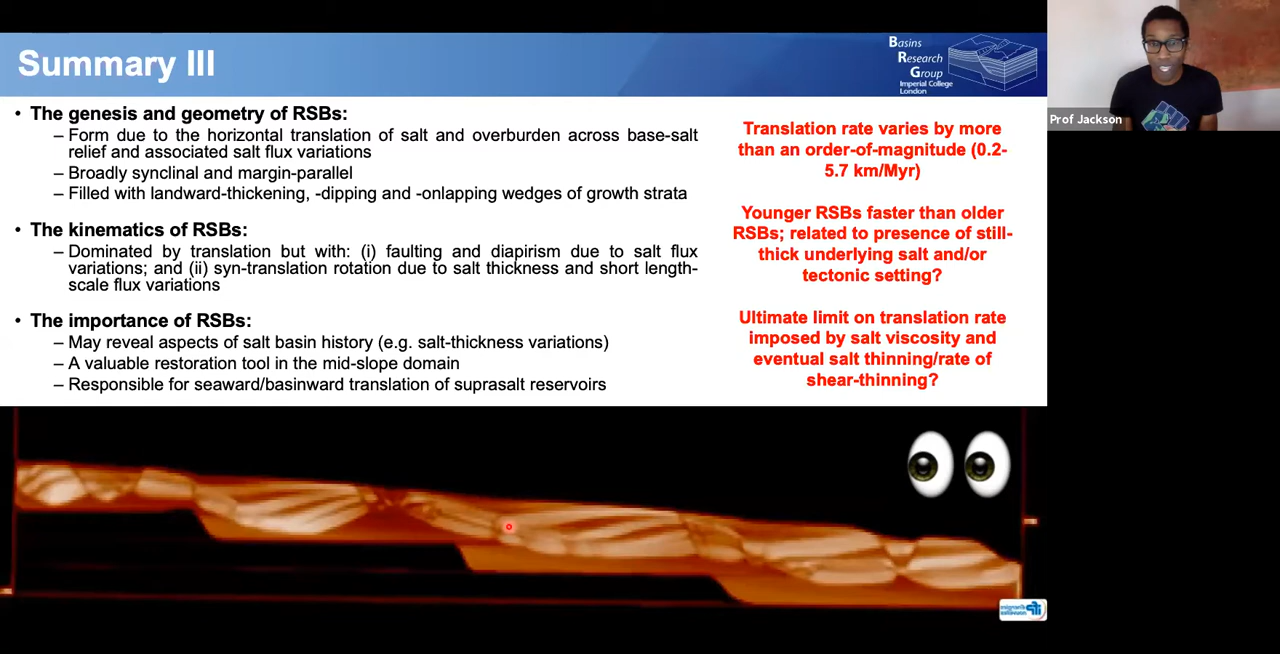 Summary III
Basins
Research
Group
Imperial College
London
Prof Jackson
• The genesis and geometry of RSBs:
– Form due to the horizontal translation of salt and overburden across base-salt
relief and associated salt flux variations
– Broadly synclinal and margin-parallel
– Filled with landward-thickening, -dipping and -onlapping wedges of growth strata
• The kinematics of RSBs:
– Dominated by translation but with: (i) faulting and diapirism due to salt flux
variations; and (ii) syn-translation rotation due to salt thickness and short length-
scale flux variations
• The importance of RSBs:
– May reveal aspects of salt basin history (e.g. salt-thickness variations)
– A valuable restoration tool in the mid-slope domain
– Responsible for seaward/basinward translation of suprasalt reservoirs
Translation rate varies by more
than an order-of-magnitude (0.2-
5.7 km/Myr)
Younger RSBs faster than older
RSBs; related to presence of still-
thick underlying salt and/or
tectonic setting?
Ultimate limit on translation rate
imposed by salt viscosity and
eventual salt thinning/rate of
shear-thinning?